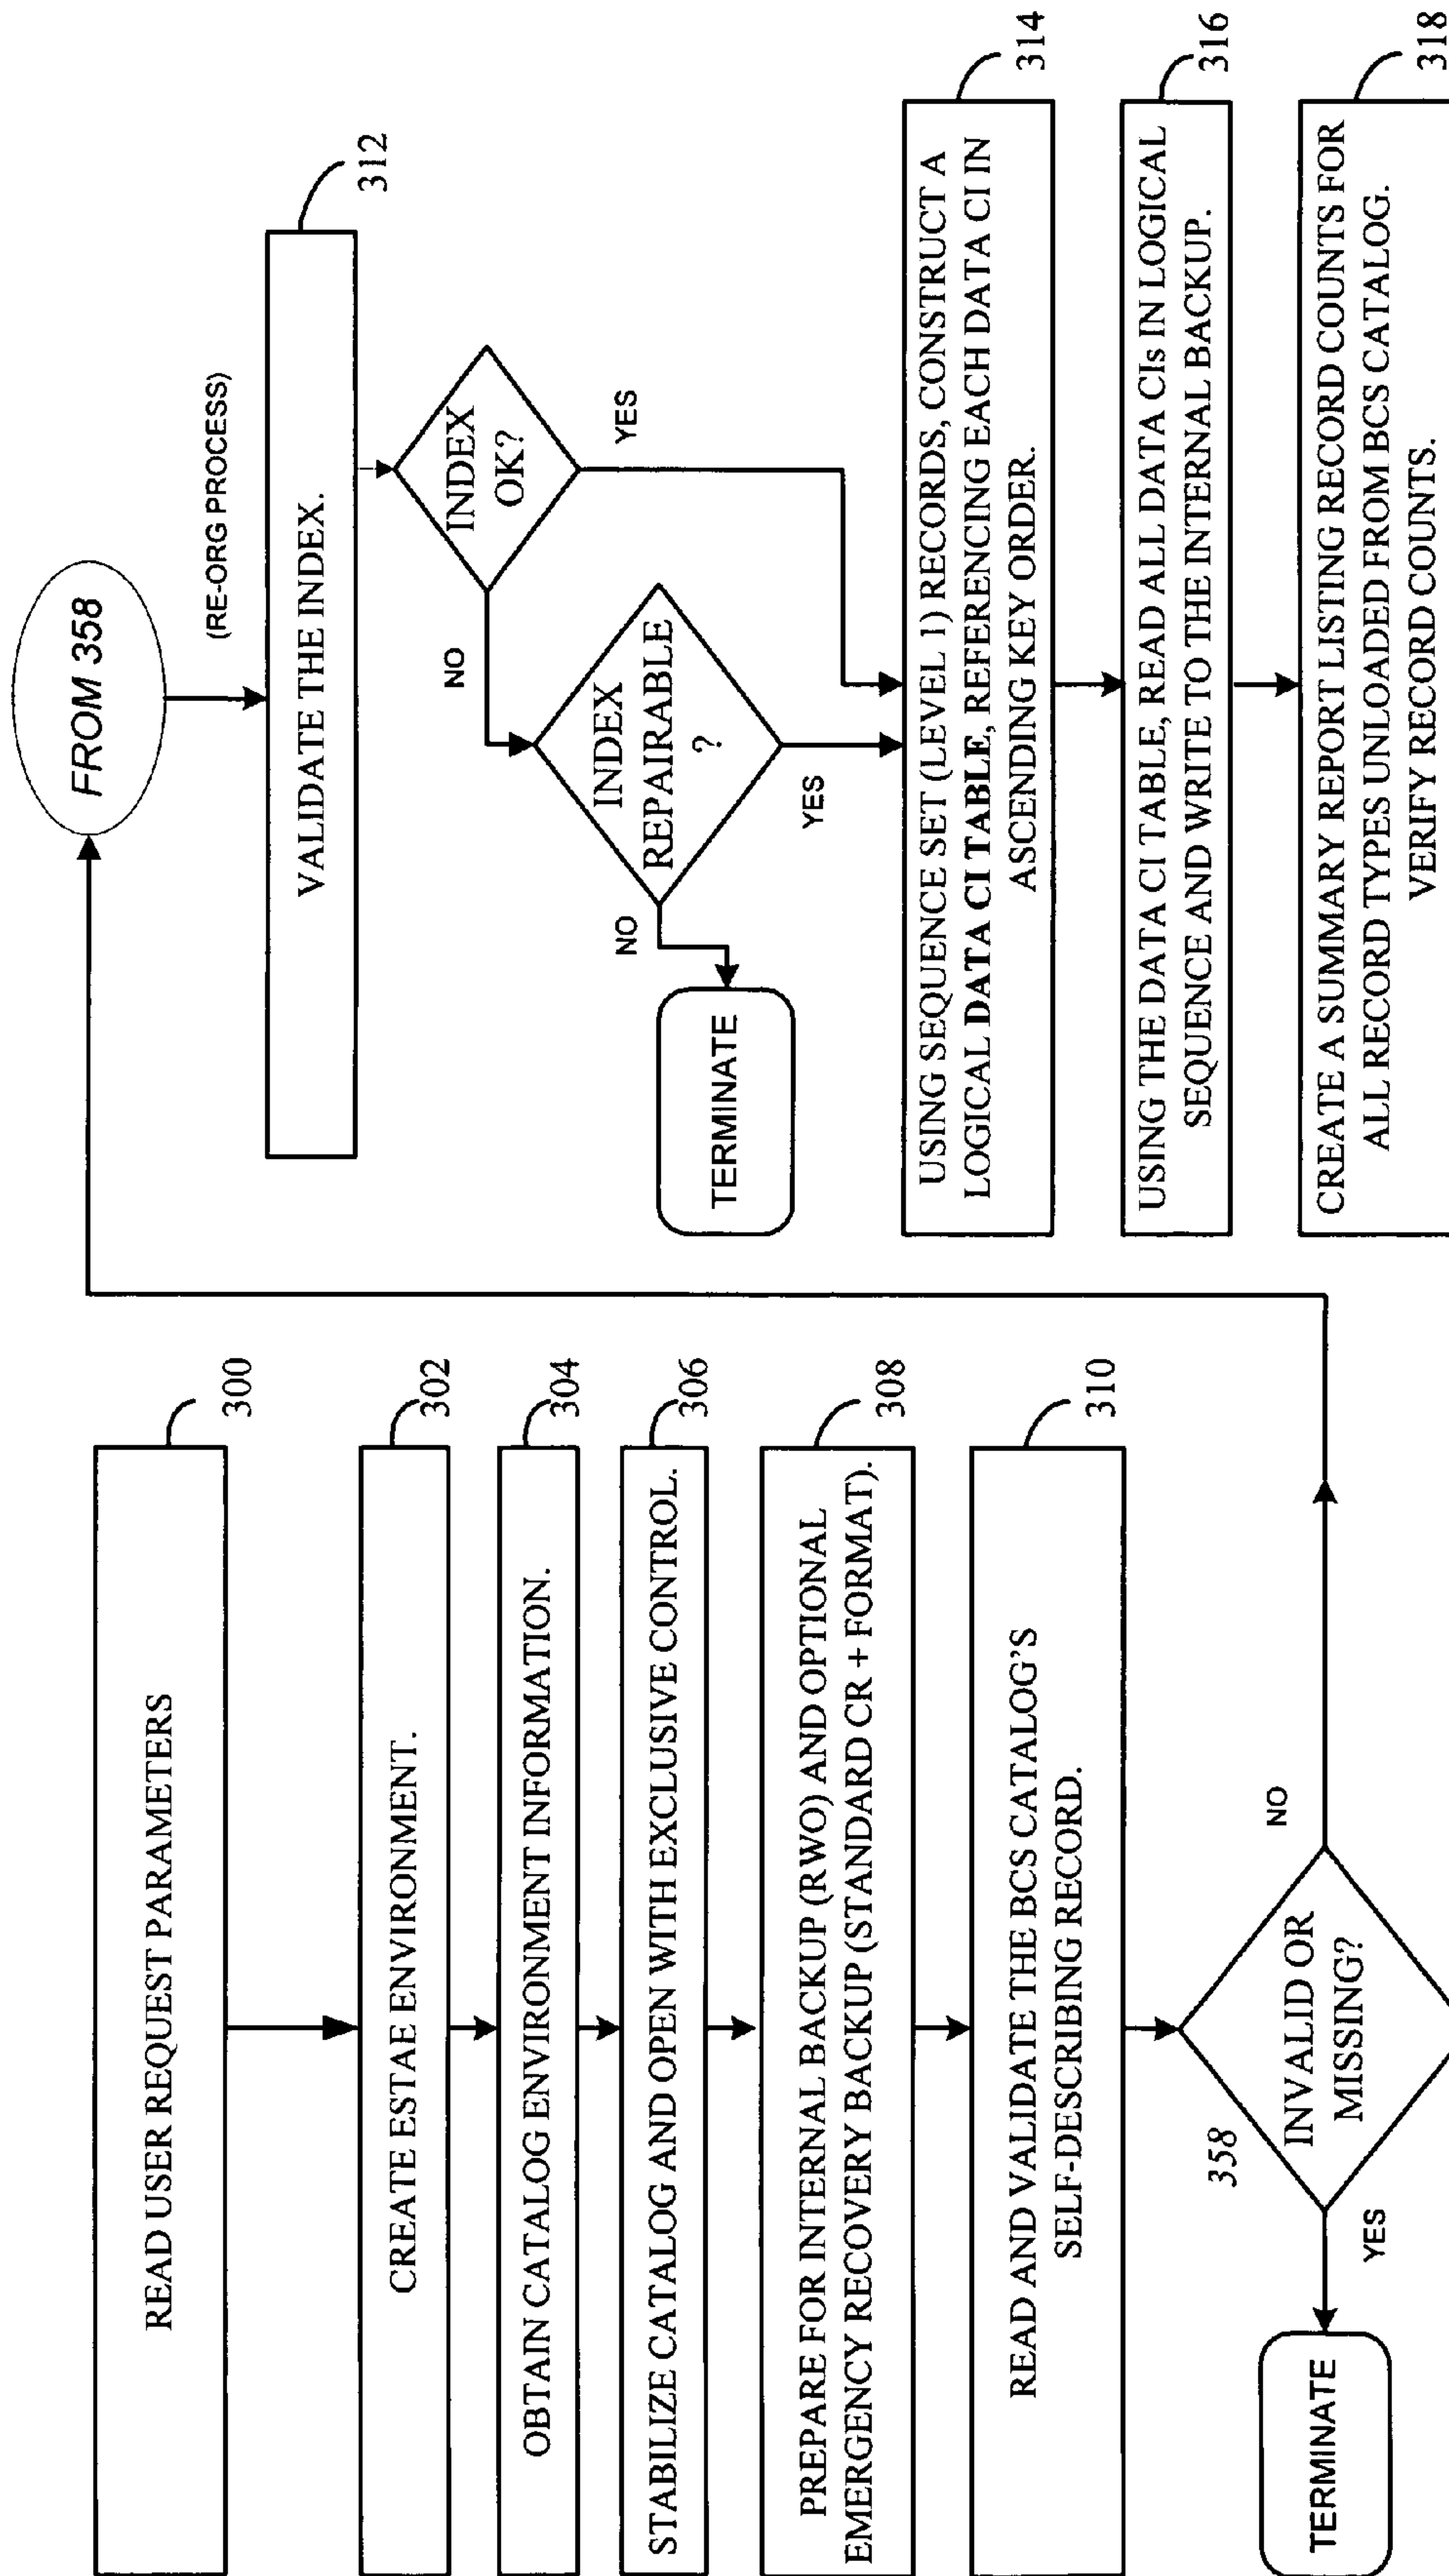 READ USER REQUEST PARAMETERS
300
CREATE ESTAE ENVIRONMENT.
302
OBTAIN CATALOG ENVIRONMENT INFORMATION.
304
STABILIZE CATALOG AND OPEN WITH EXCLUSIVE CONTROL.
306
PREPARE FOR INTERNAL BACKUP (RWO) AND OPTIONAL
EMERGENCY RECOVERY BACKUP (STANDARD CR + FORMAT).
308
READ AND VALIDATE THE BCS CATALOG'S
SELF-DESCRIBING RECORD.
310
358
INVALID OR
MISSING?
YES
NO
TERMINATE
FROM 358
(RE-ORG PROCESS)
VALIDATE THE INDEX.
312
INDEX
OK?
NO
YES
INDEX
REPAIRABLE
?
NO
YES
TERMINATE
USING SEQUENCE SET (LEVEL 1) RECORDS, CONSTRUCT A
LOGICAL DATA CI TABLE, REFERENCING EACH DATA CI IN
ASCENDING KEY ORDER.
314
USING THE DATA CI TABLE, READ ALL DATA CIs IN LOGICAL
SEQUENCE AND WRITE TO THE INTERNAL BACKUP.
316
CREATE A SUMMARY REPORT LISTING RECORD COUNTS FOR
ALL RECORD TYPES UNLOADED FROM BCS CATALOG.
VERIFY RECORD COUNTS.
318